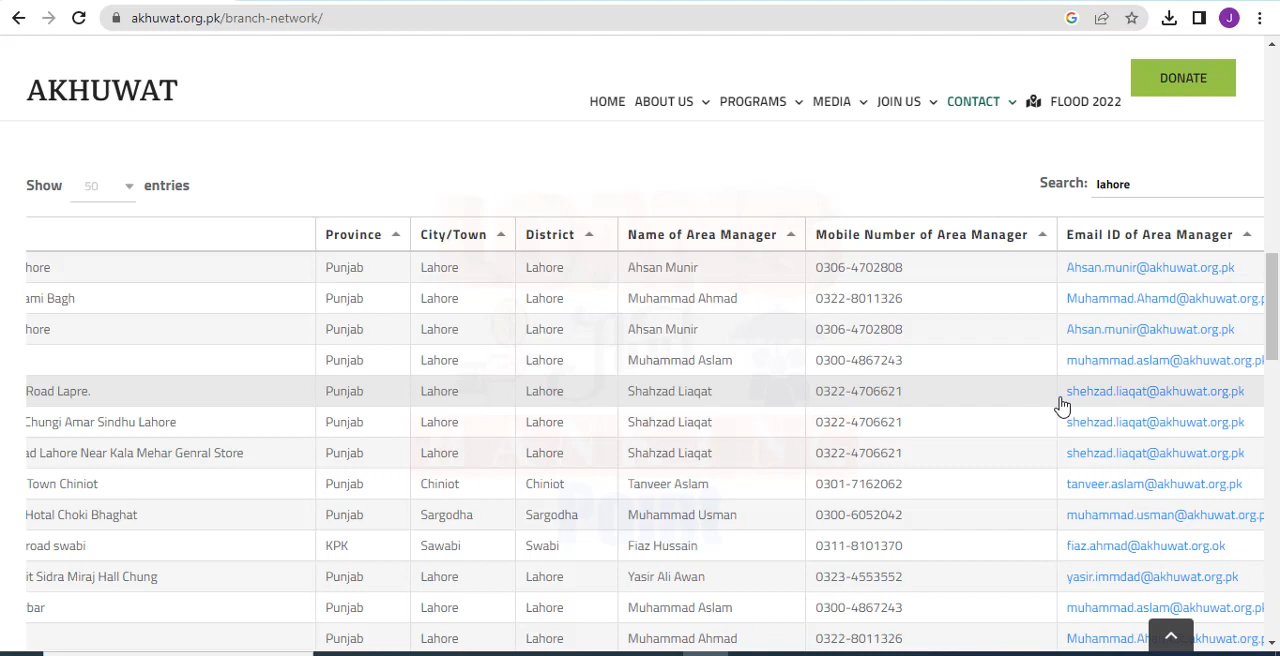 akhuwat.org.pk/branch-network/
J
AKHUWAT
DONATE
HOME ABOUT US PROGRAMS MEDIA JOIN US CONTACT FLOOD 2022
Show 50 entries
Search: lahore
Province City/Town District Name of Area Manager Mobile Number of Area Manager Email ID of Area Manager
hore Punjab Lahore Lahore Ahsan Munir 0306-4702808 Ahsan.munir@akhuwat.org.pk
ami Bagh Punjab Lahore Lahore Muhammad Ahmad 0322-8011326 Muhammad.Ahamd@akhuwat.org.p
hore Punjab Lahore Lahore Ahsan Munir 0306-4702808 Ahsan.munir@akhuwat.org.pk
Punjab Lahore Lahore Muhammad Aslam 0300-4867243 muhammad.aslam@akhuwat.org.pk
Road Lapre. Punjab Lahore Lahore Shahzad Liaqat 0322-4706621 shehzad.liaqat@akhuwat.org.pk
Chungi Amar Sindhu Lahore Punjab Lahore Lahore Shahzad Liaqat 0322-4706621 shehzad.liaqat@akhuwat.org.pk
ad Lahore Near Kala Mehar Genral Store Punjab Lahore Lahore Shahzad Liaqat 0322-4706621 shehzad.liaqat@akhuwat.org.pk
Town Chiniot Punjab Chiniot Chiniot Tanveer Aslam 0301-7162062 tanveer.aslam@akhuwat.org.pk
Hotal Choki Bhaghat Punjab Sargodha Sargodha Muhammad Usman 0300-6052042 muhammad.usman@akhuwat.org.p
road swabi KPK Sawabi Swabi Fiaz Hussain 0311-8101370 fiaz.ahmad@akhuwat.org.ok
it Sidra Miraj Hall Chung Punjab Lahore Lahore Yasir Ali Awan 0323-4553552 yasir.immdad@akhuwat.org.pk
bar Punjab Lahore Lahore Muhammad Aslam 0300-4867243 muhammad.aslam@akhuwat.org.pk
Punjab Lahore Lahore Muhammad Ahmad 0322-8011326
Point